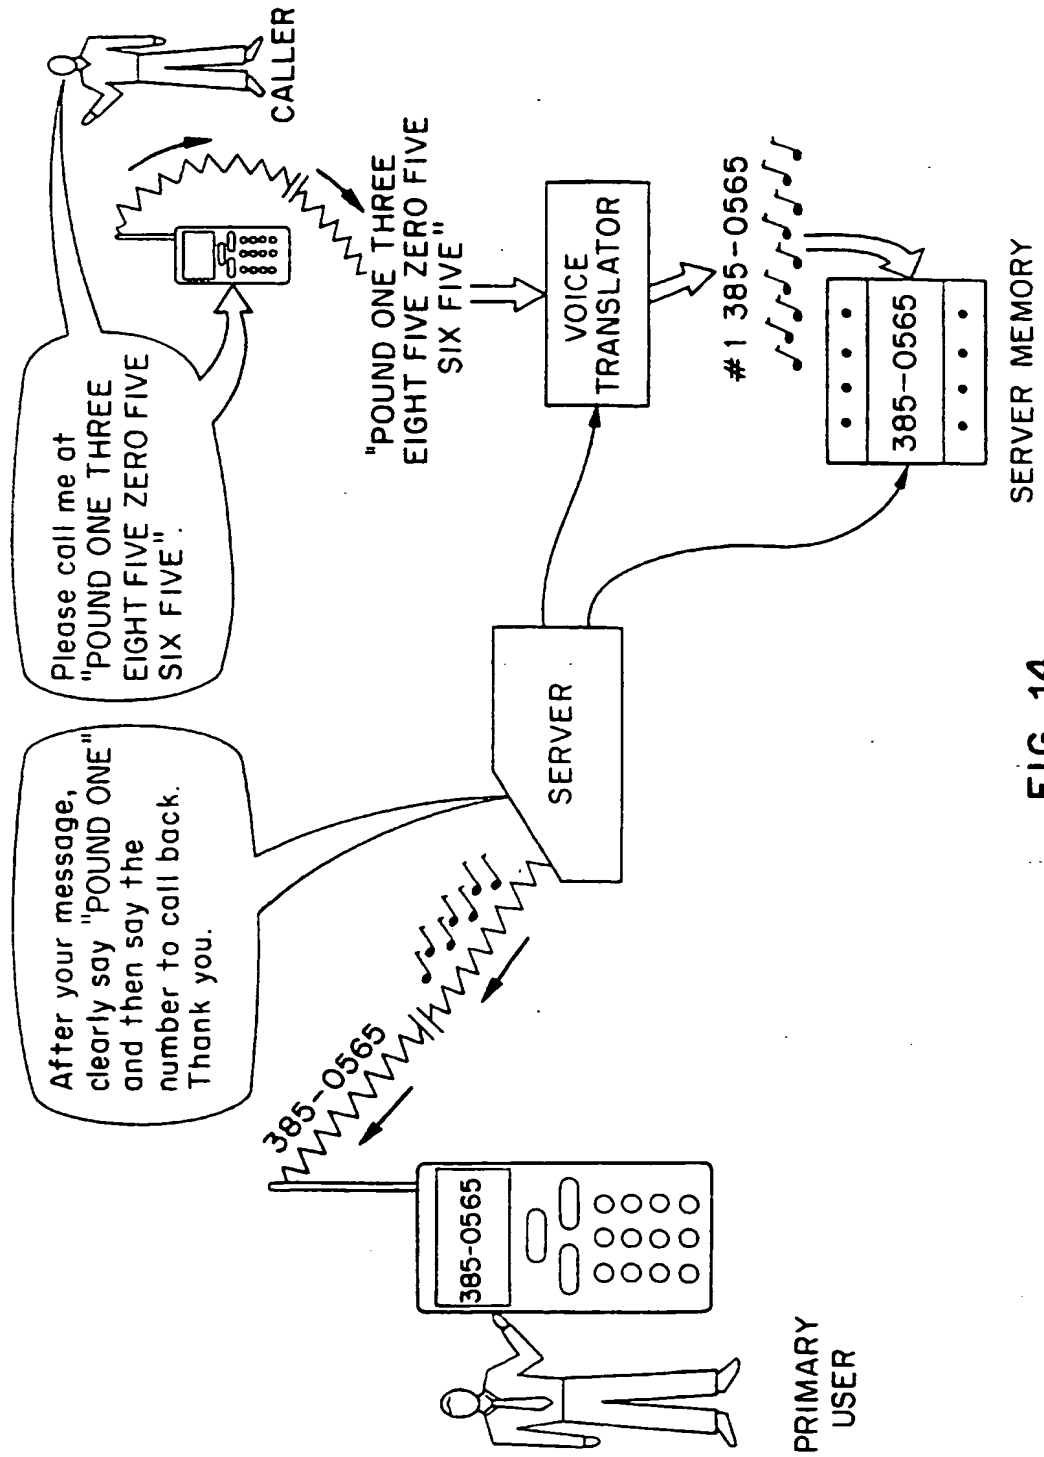 After your message,
clearly say "POUND ONE"
and then say the
number to call back.
Thank you.
Please call me at
"POUND ONE THREE
EIGHT FIVE ZERO FIVE
SIX FIVE".
CALLER
"POUND ONE THREE
EIGHT FIVE ZERO FIVE
SIX FIVE"
VOICE
TRANSLATOR
#1 385-0565
385-0565
SERVER MEMORY
SERVER
385-0565
385-0565
PRIMARY
USER
FIG. 14